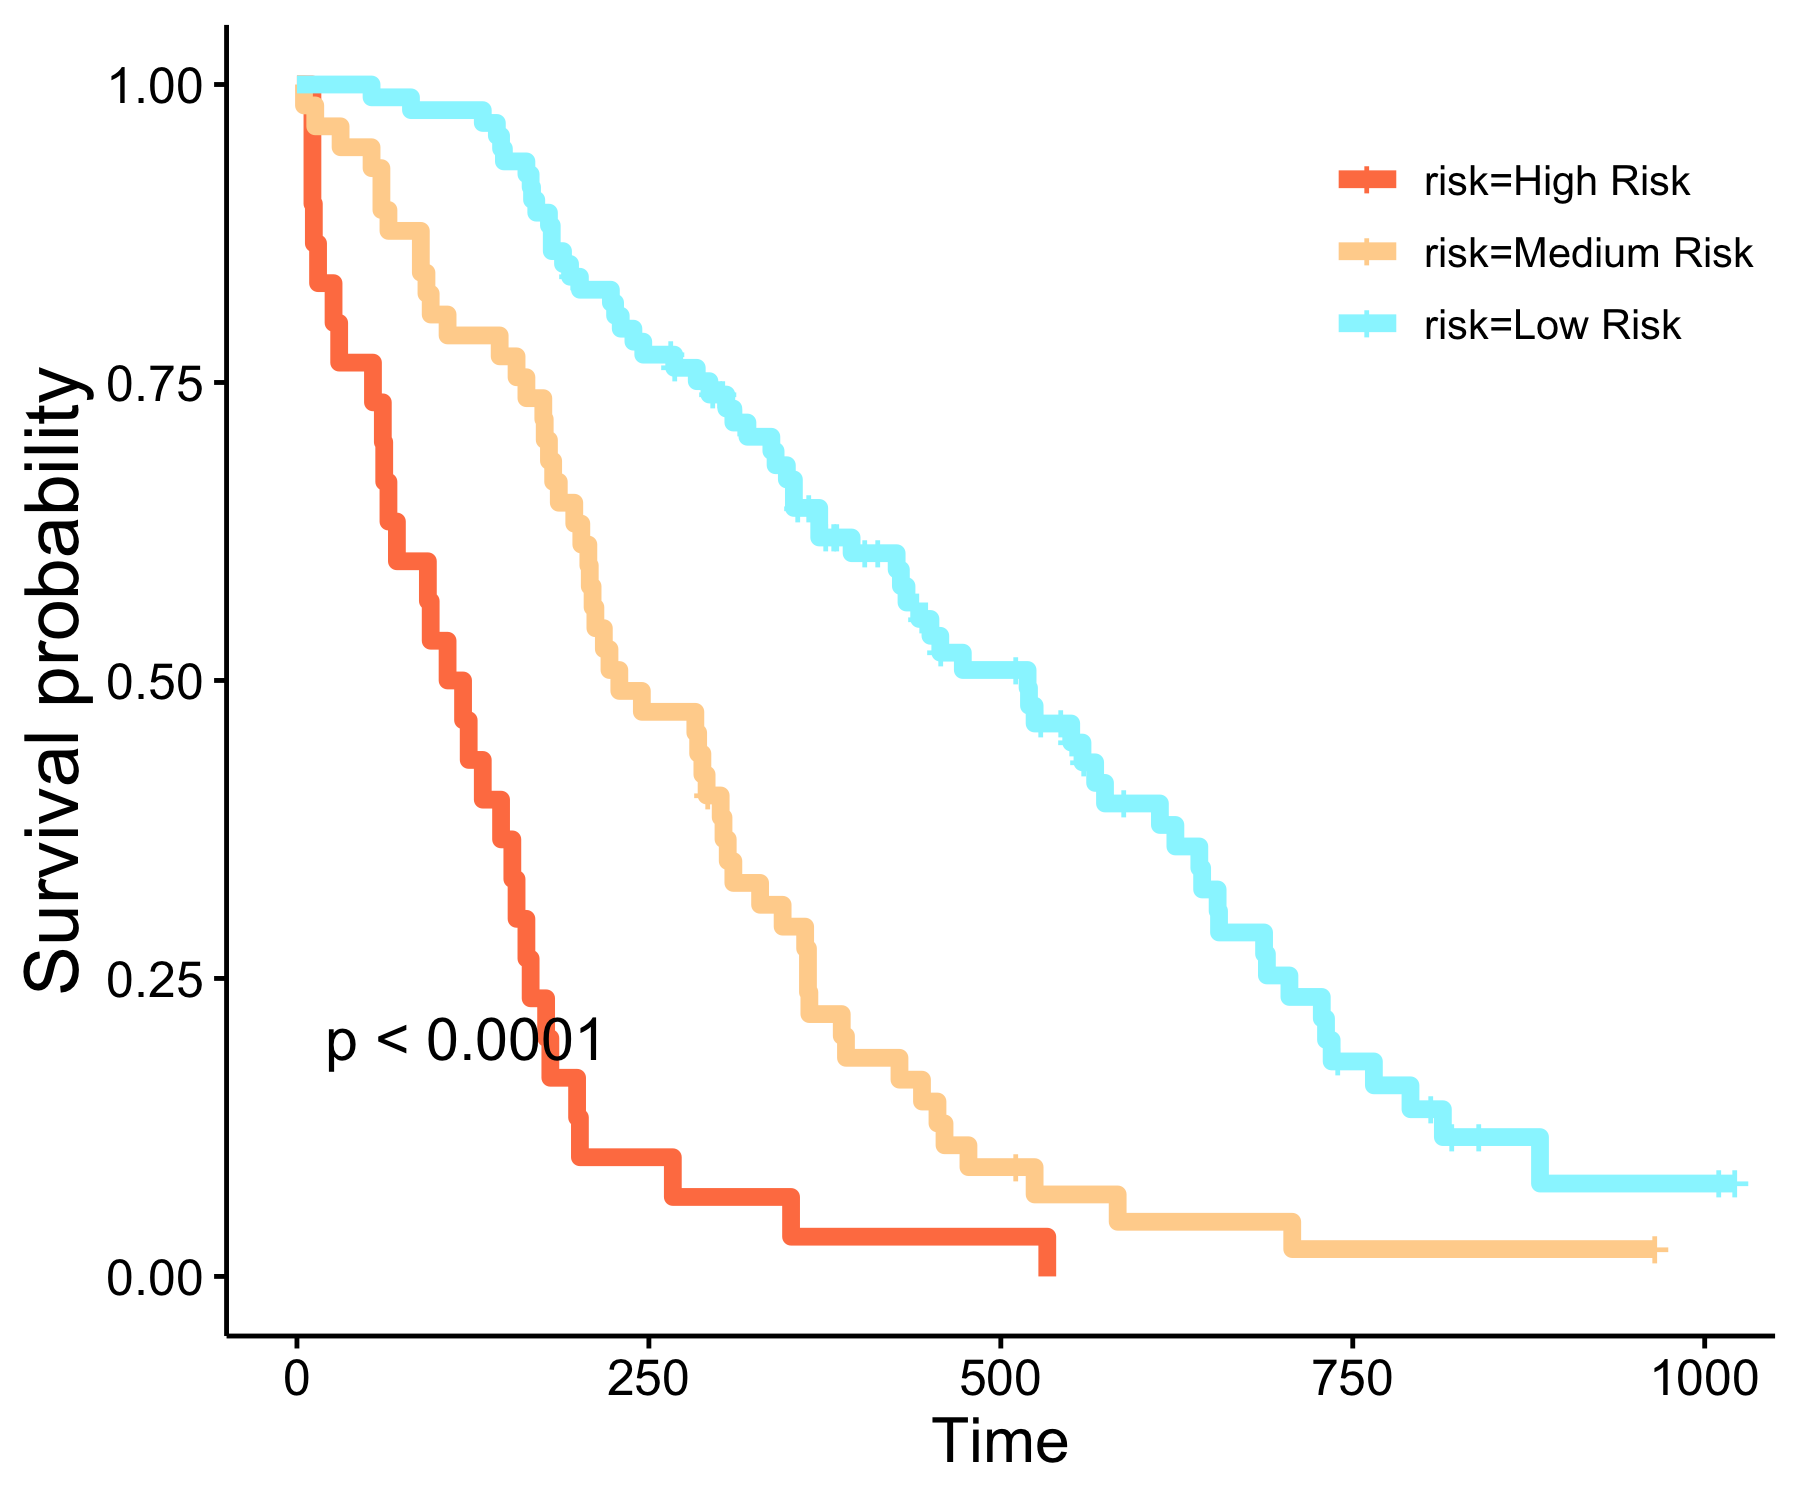 Survival probability
1.00
0.75
0.50
0.25
0.00
risk=High Risk
risk=Medium Risk
risk=Low Risk
p < 0.0001
0 250 500 750 1000
Time